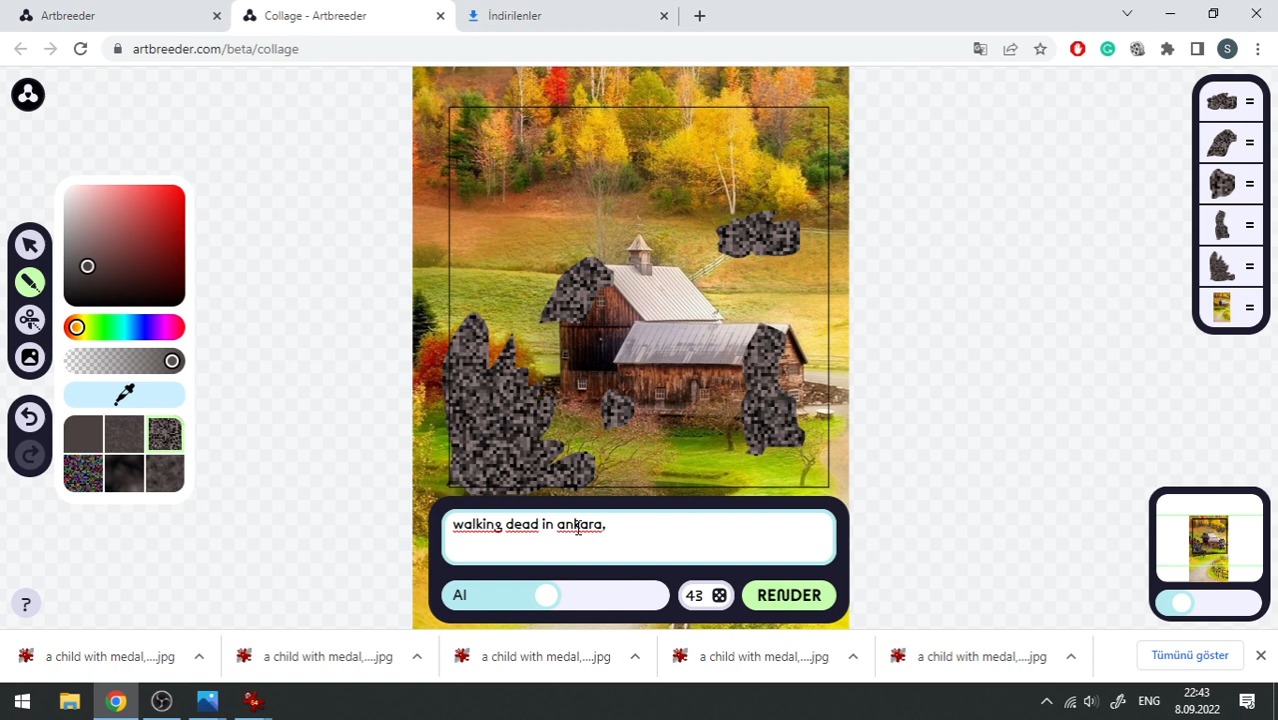 Artbreeder
Collage - Artbreeder
İndirilenler
artbreeder.com/beta/collage
S
walking dead in ankara,
AI
43
RENDER
?
a child with medal,....jpg
a child with medal,....jpg
a child with medal,....jpg
a child with medal,....jpg
a child with medal,....jpg
Tümünü göster
64
ENG
22:43
8.09.2022